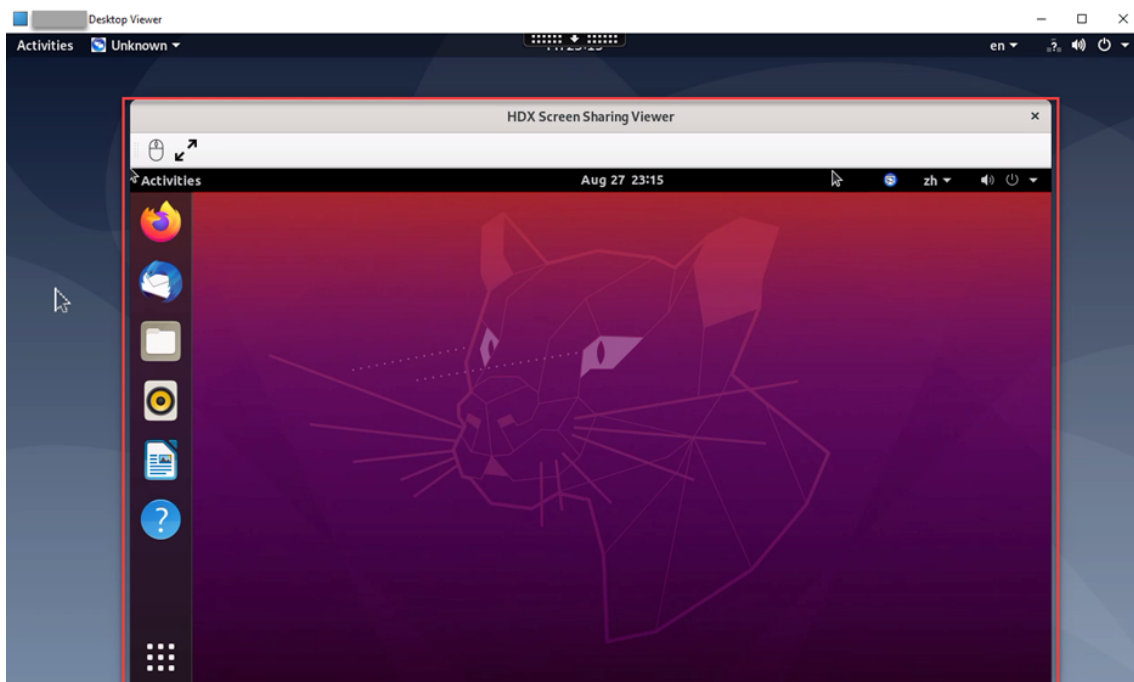 Desktop Viewer
Activities Unknown en
HDX Screen Sharing Viewer
Activities Aug 27 23:15 zh